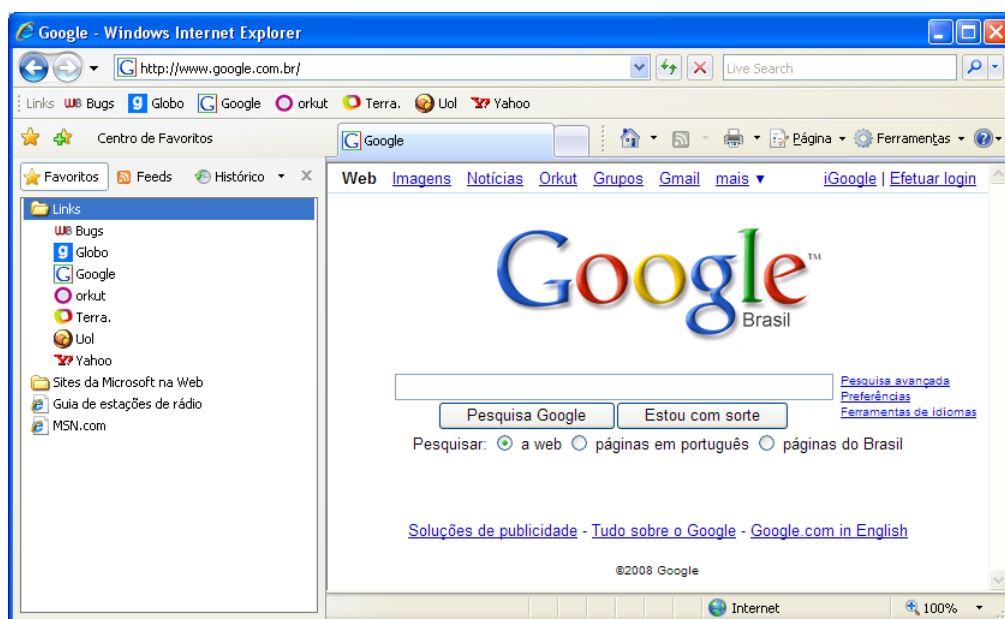 Google - Windows Internet Explorer
http://www.google.com.br/ Live Search
Links Bugs Globo Google orkut Terra. Uol Yahoo
Centro de Favoritos Google Página Ferramentas
Favoritos Feeds Histórico
Links
Bugs
Globo
Google
orkut
Terra.
Uol
Yahoo
Sites da Microsoft na Web
Guia de estações de rádio
MSN.com
Web Imagens Notícias Orkut Grupos Gmail mais ▼ iGoogle | Efetuar login
Google™
Brasil
Pesquisa avançada
Preferências
Ferramentas de idiomas
Pesquisa Google Estou com sorte
Pesquisar: a web páginas em português páginas do Brasil
Soluções de publicidade - Tudo sobre o Google - Google.com in English
©2008 Google
Internet 100%